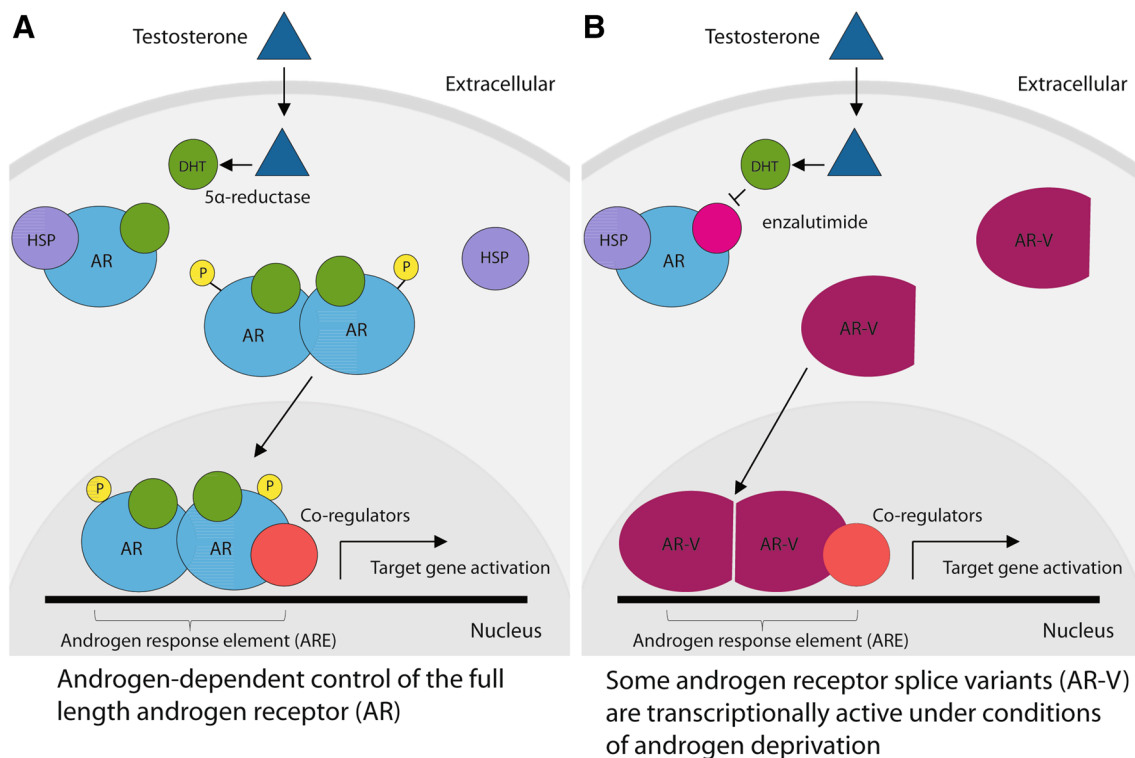 A
Testosterone
Extracellular
DHT
5α-reductase
HSP
AR
HSP
P
P
AR
AR
P
P
AR
AR
Co-regulators
Target gene activation
Androgen response element (ARE)
Nucleus
Androgen-dependent control of the full
length androgen receptor (AR)
B
Testosterone
Extracellular
DHT
enzalutimide
HSP
AR
AR-V
AR-V
Co-regulators
AR-V
AR-V
Target gene activation
Androgen response element (ARE)
Nucleus
Some androgen receptor splice variants (AR-V)
are transcriptionally active under conditions
of androgen deprivation